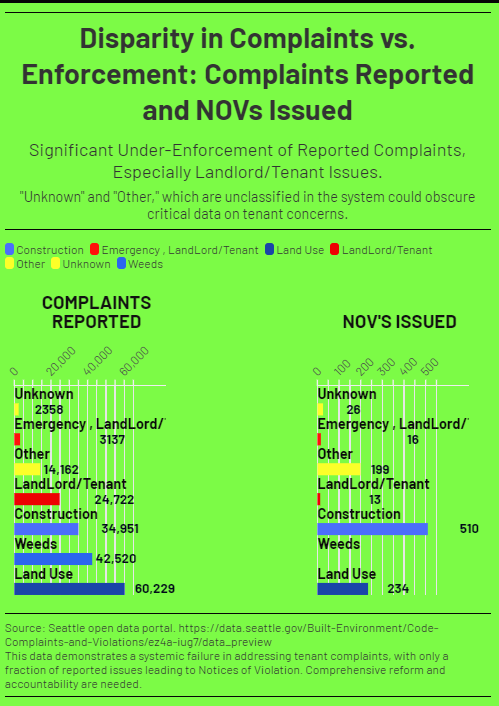 Disparity in Complaints vs.
Enforcement: Complaints Reported
and NOVs Issued
Significant Under-Enforcement of Reported Complaints,
Especially Landlord/Tenant Issues.
"Unknown" and "Other," which are unclassified in the system could obscure
critical data on tenant concerns.
Construction Emergency , LandLord/Tenant Land Use LandLord/Tenant
Other Unknown Weeds
COMPLAINTS
REPORTED
0 20,000 40,000 60,000
Unknown
2358
Emergency , LandLord/
3137
Other
14,162
LandLord/Tenant
24,722
Construction
34,951
Weeds
42,520
Land Use
60,229
NOV'S ISSUED
0 100 200 300 400 500
Unknown
26
Emergency , LandLord/
16
Other
199
LandLord/Tenant
13
Construction
510
Weeds
Land Use
234
Source: Seattle open data portal. https://data.seattle.gov/Built-Environment/Code-
Complaints-and-Violations/ez4a-iug7/data_preview
This data demonstrates a systemic failure in addressing tenant complaints, with only a
fraction of reported issues leading to Notices of Violation. Comprehensive reform and
accountability are needed.